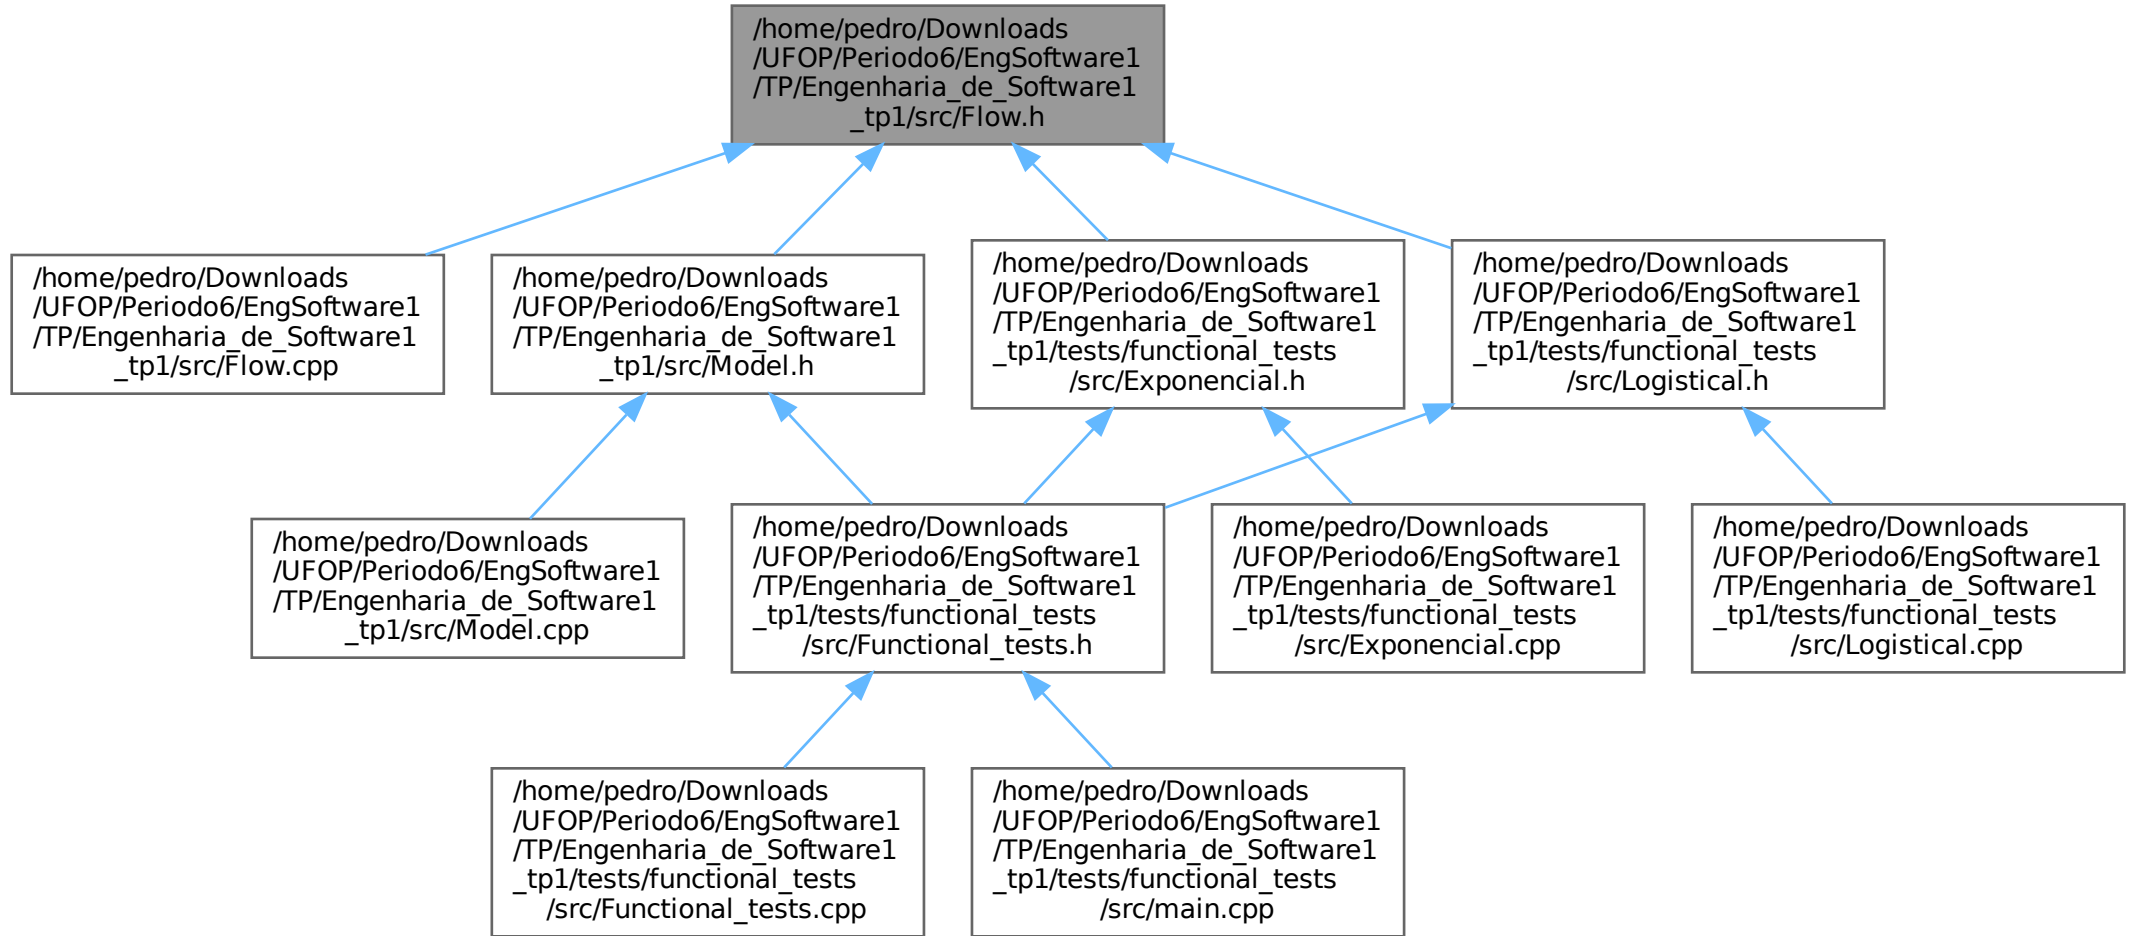 /home/pedro/Downloads
/UFOP/Periodo6/EngSoftware1
/TP/Engenharia_de_Software1
_tp1/src/Flow.h
/home/pedro/Downloads
/UFOP/Periodo6/EngSoftware1
/TP/Engenharia_de_Software1
_tp1/src/Flow.cpp
/home/pedro/Downloads
/UFOP/Periodo6/EngSoftware1
/TP/Engenharia_de_Software1
_tp1/src/Model.h
/home/pedro/Downloads
/UFOP/Periodo6/EngSoftware1
/TP/Engenharia_de_Software1
_tp1/tests/functional_tests
/src/Exponencial.h
/home/pedro/Downloads
/UFOP/Periodo6/EngSoftware1
/TP/Engenharia_de_Software1
_tp1/tests/functional_tests
/src/Logistical.h
/home/pedro/Downloads
/UFOP/Periodo6/EngSoftware1
/TP/Engenharia_de_Software1
_tp1/src/Model.cpp
/home/pedro/Downloads
/UFOP/Periodo6/EngSoftware1
/TP/Engenharia_de_Software1
_tp1/tests/functional_tests
/src/Functional_tests.h
/home/pedro/Downloads
/UFOP/Periodo6/EngSoftware1
/TP/Engenharia_de_Software1
_tp1/tests/functional_tests
/src/Exponencial.cpp
/home/pedro/Downloads
/UFOP/Periodo6/EngSoftware1
/TP/Engenharia_de_Software1
_tp1/tests/functional_tests
/src/Logistical.cpp
/home/pedro/Downloads
/UFOP/Periodo6/EngSoftware1
/TP/Engenharia_de_Software1
_tp1/tests/functional_tests
/src/Functional_tests.cpp
/home/pedro/Downloads
/UFOP/Periodo6/EngSoftware1
/TP/Engenharia_de_Software1
_tp1/tests/functional_tests
/src/main.cpp